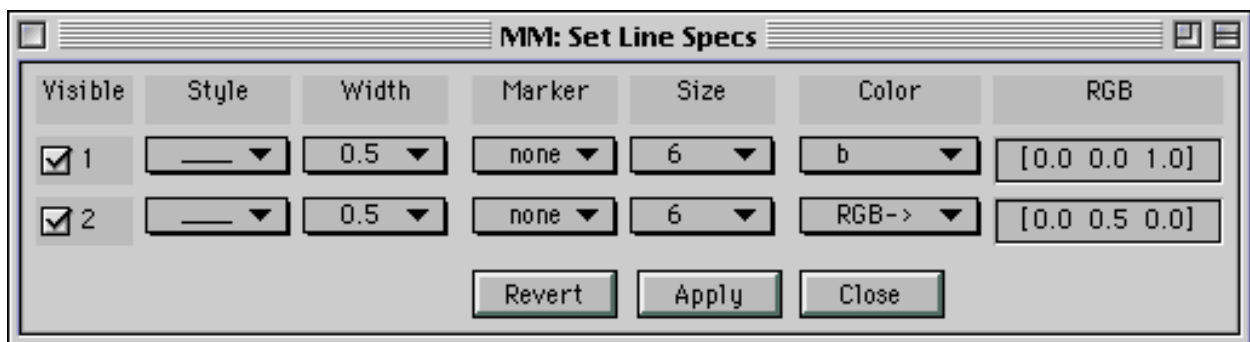 MM: Set Line Specs
Visible Style Width Marker Size Color RGB
1 0.5 none 6 b [0.0 0.0 1.0]
2 0.5 none 6 RGB-> [0.0 0.5 0.0]
Revert Apply Close